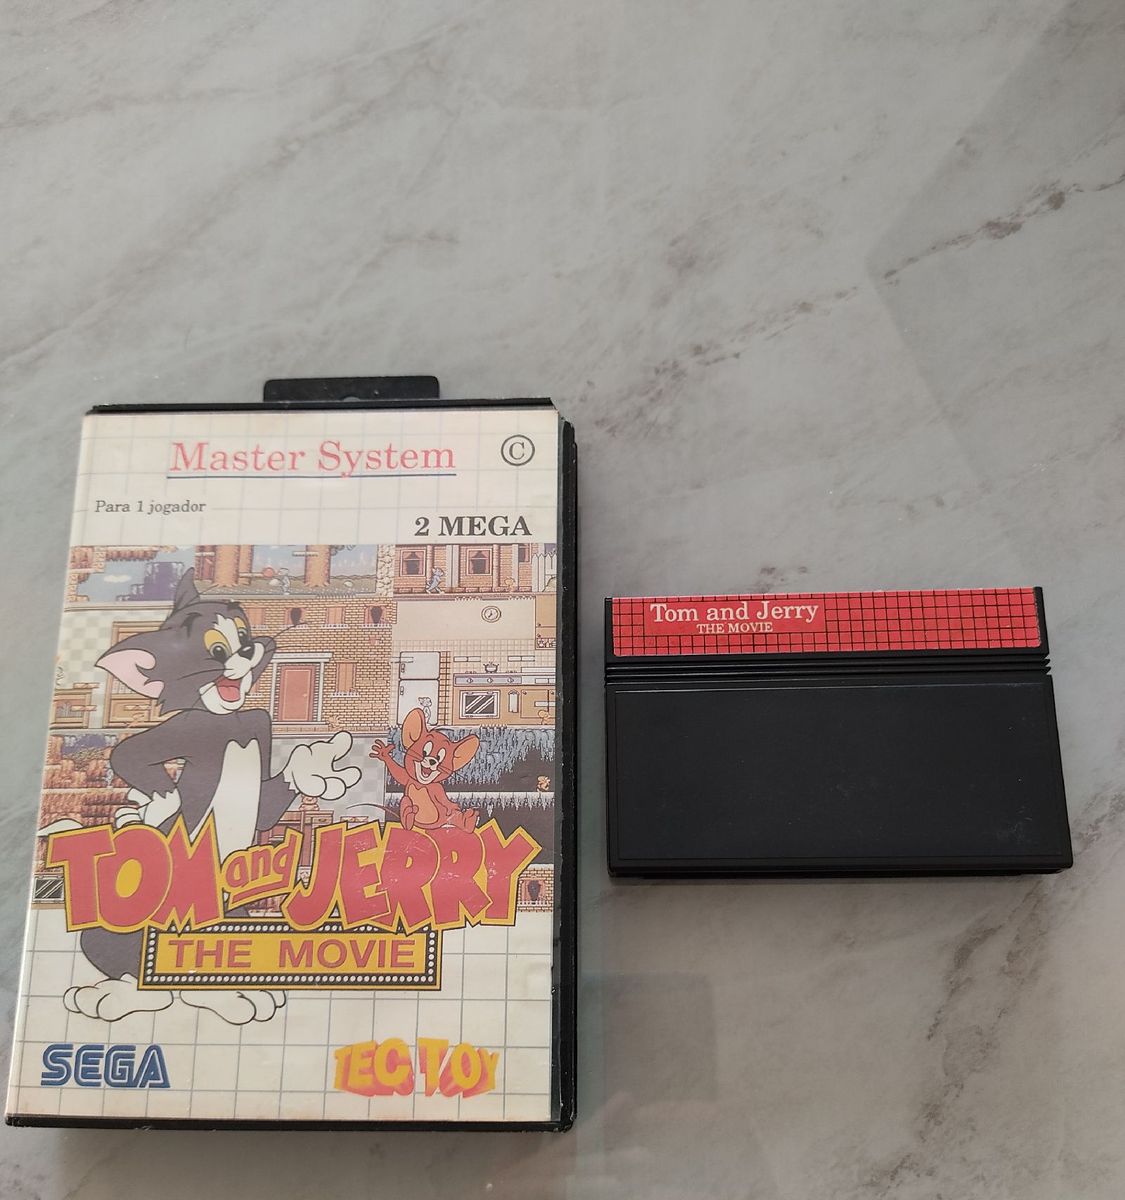 Master System
©
Para 1 jogador
2 MEGA
TOM and JERRY
THE MOVIE
SEGA
TEC TOY
Tom and Jerry
THE MOVIE